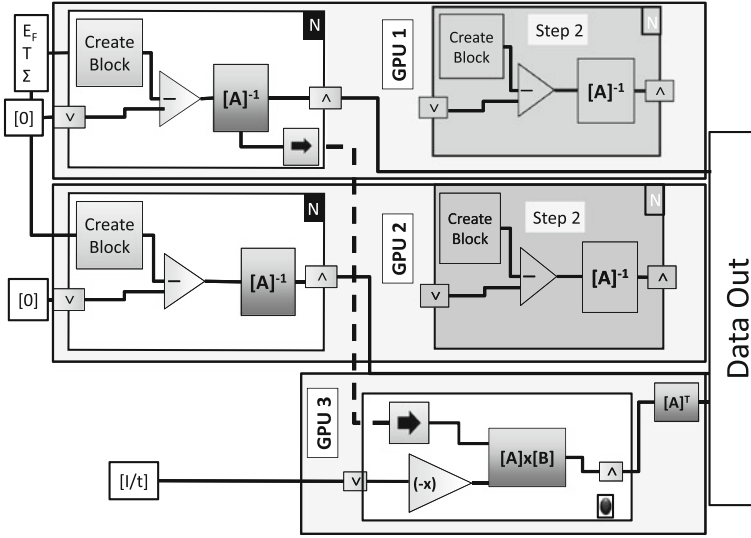 E_F
T
Σ
[0]
Create
Block
−
[A]⁻¹
N
>
<
GPU 1
Create
Block
Step 2
−
[A]⁻¹
N
>
<
[0]
Create
Block
−
[A]⁻¹
N
>
<
GPU 2
Create
Block
Step 2
−
[A]⁻¹
N
>
<
GPU 3
[I/t]
(-x)
[A]x[B]
>
<
[A]ᵀ
Data Out